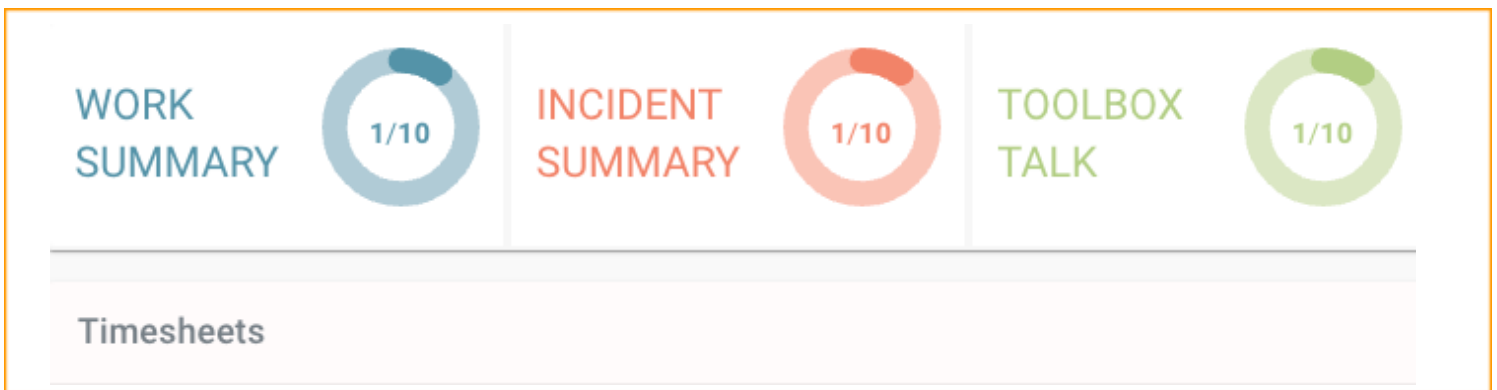 WORK
SUMMARY
1/10
INCIDENT
SUMMARY
1/10
TOOLBOX
TALK
1/10
Timesheets